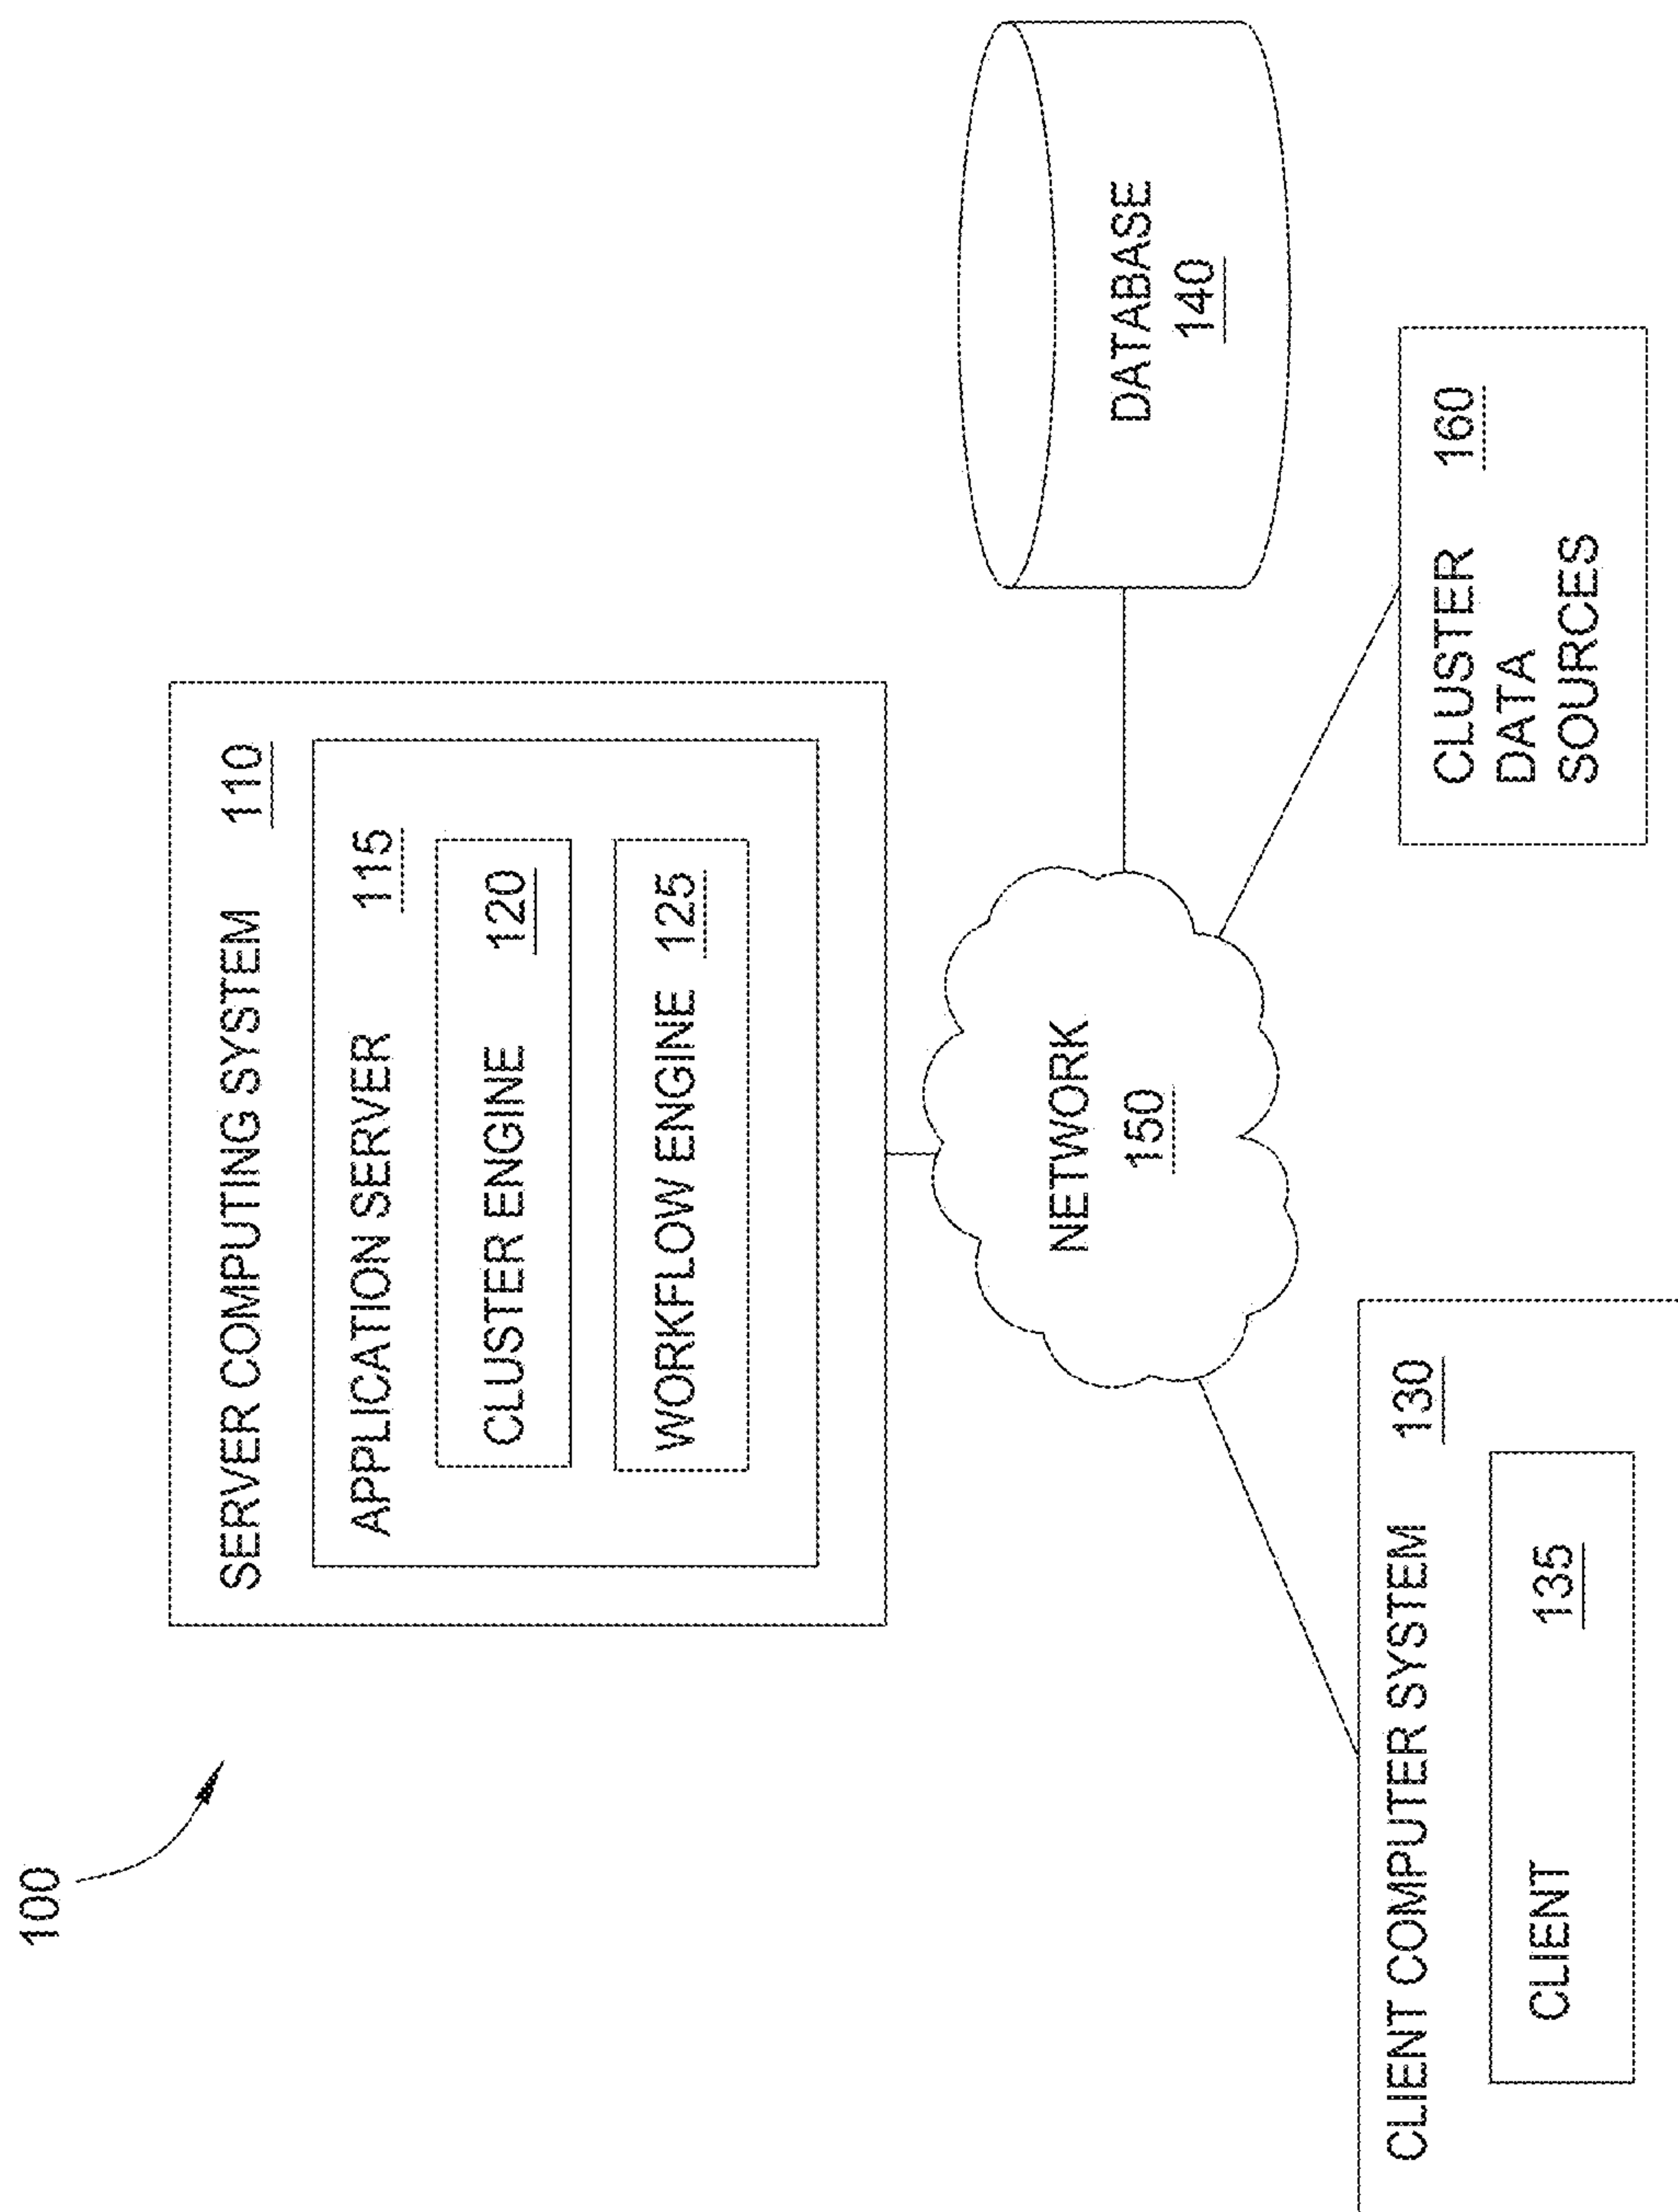 100
SERVER COMPUTING SYSTEM 110
APPLICATION SERVER 115
CLUSTER ENGINE 120
WORKFLOW ENGINE 125
NETWORK
150
DATABASE
140
CLIENT COMPUTER SYSTEM 130
CLIENT 135
CLUSTER 160
DATA
SOURCES